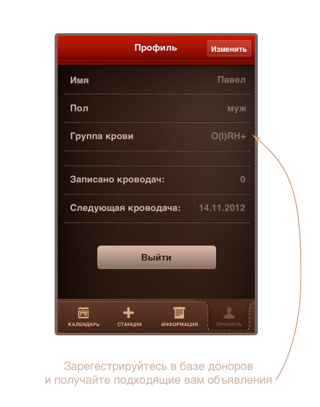 Профиль Изменить
Имя Павел
Пол муж
Группа крови O(I)RH+
Записано кроводач: 0
Следующая кроводача: 14.11.2012
Выйти
КАЛЕНДАРЬ СТАНЦИИ ИНФОРМАЦИЯ ПРОФИЛЬ
Зарегестрируйтесь в базе доноров
и получайте подходящие вам объявления